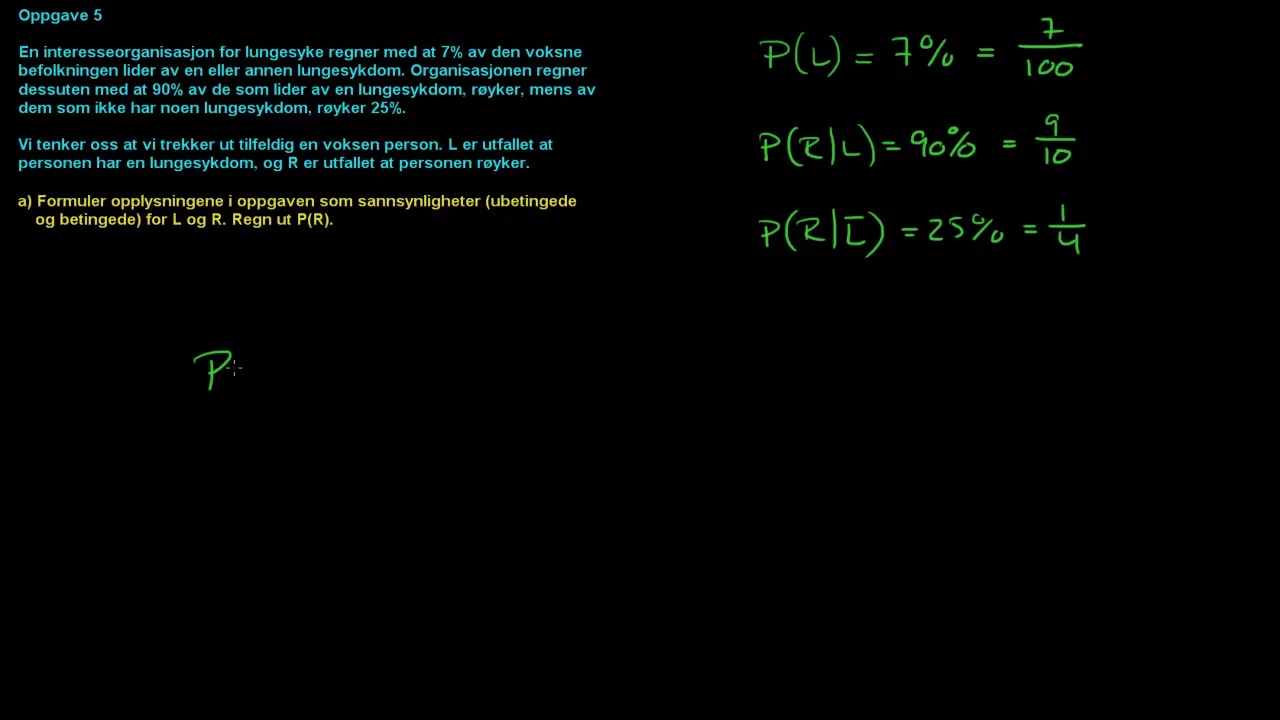 Oppgave 5
En interesseorganisasjon for lungesyke regner med at 7% av den voksne
befolkningen lider av en eller annen lungesykdom. Organisasjonen regner
dessuten med at 90% av de som lider av en lungesykdom, røyker, mens av
dem som ikke har noen lungesykdom, røyker 25%.
Vi tenker oss at vi trekker ut tilfeldig en voksen person. L er utfallet at
personen har en lungesykdom, og R er utfallet at personen røyker.
a) Formuler opplysningene i oppgaven som sannsynligheter (ubetingede
og betingede) for L og R. Regn ut P(R).
P(L) = 7% = 7/100
P(R|L) = 90% = 9/10
P(R|L̅) = 25% = 1/4
P